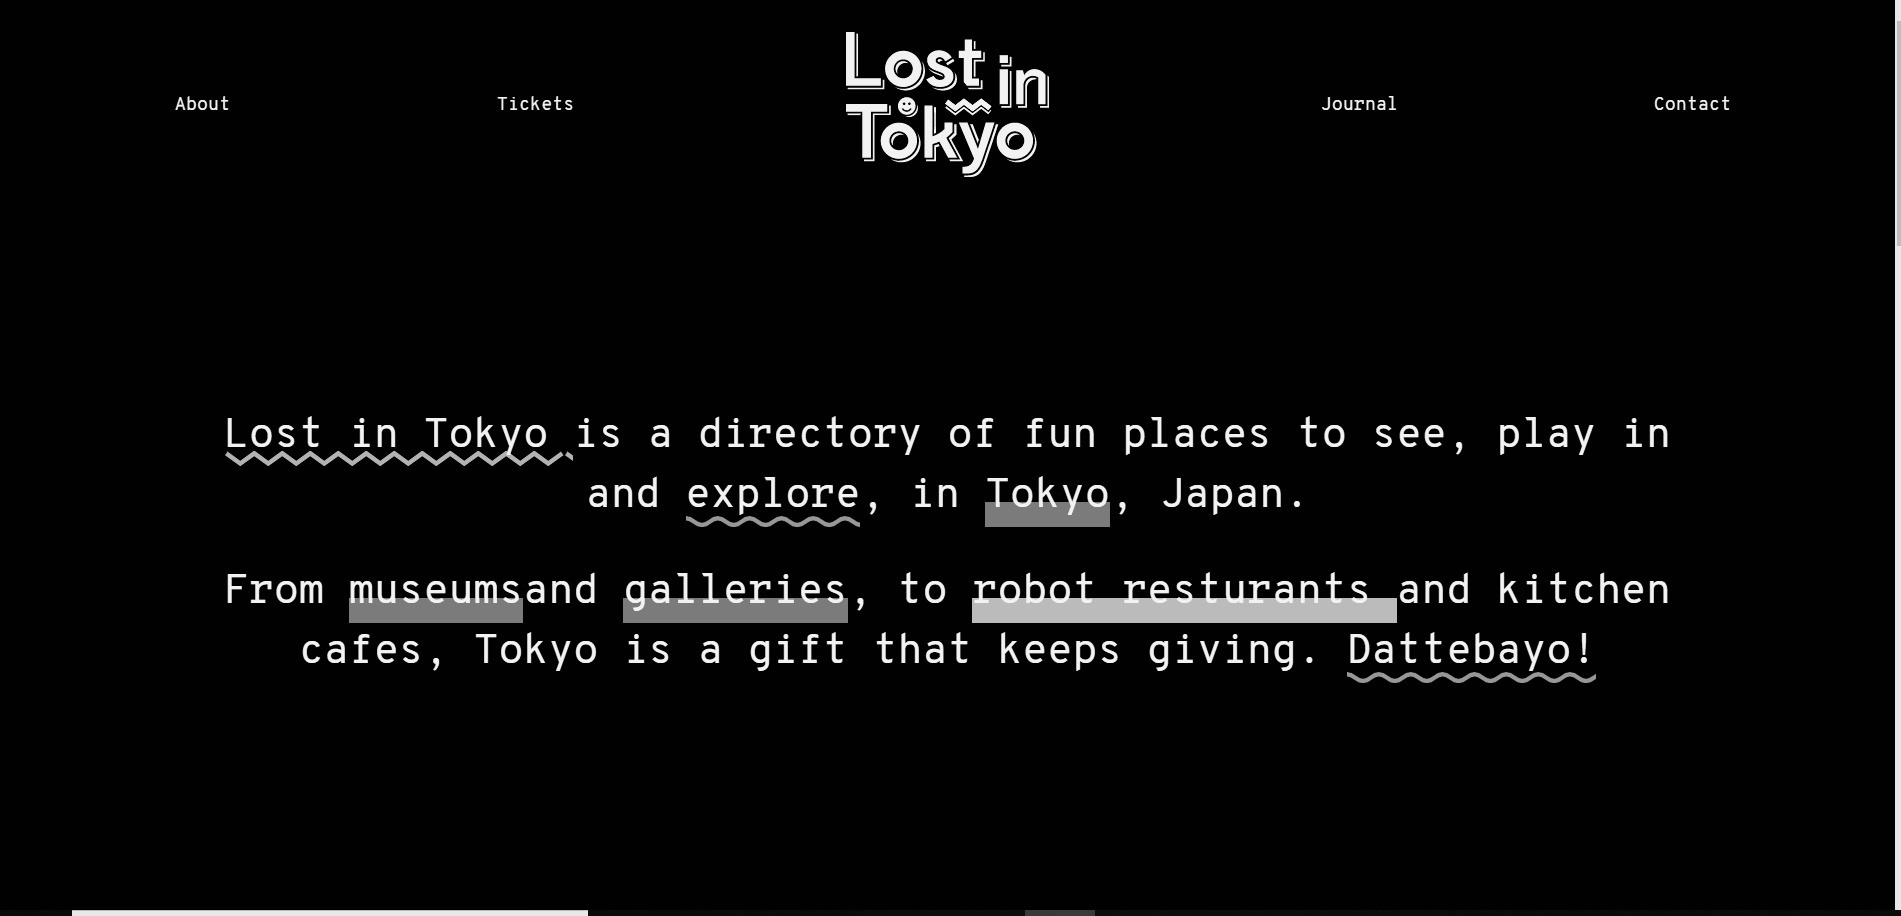 About
Tickets
Lost in
Tokyo
Journal
Contact
Lost in Tokyo is a directory of fun places to see, play in
and explore, in Tokyo, Japan.
From museumsand galleries, to robot resturants and kitchen
cafes, Tokyo is a gift that keeps giving. Dattebayo!